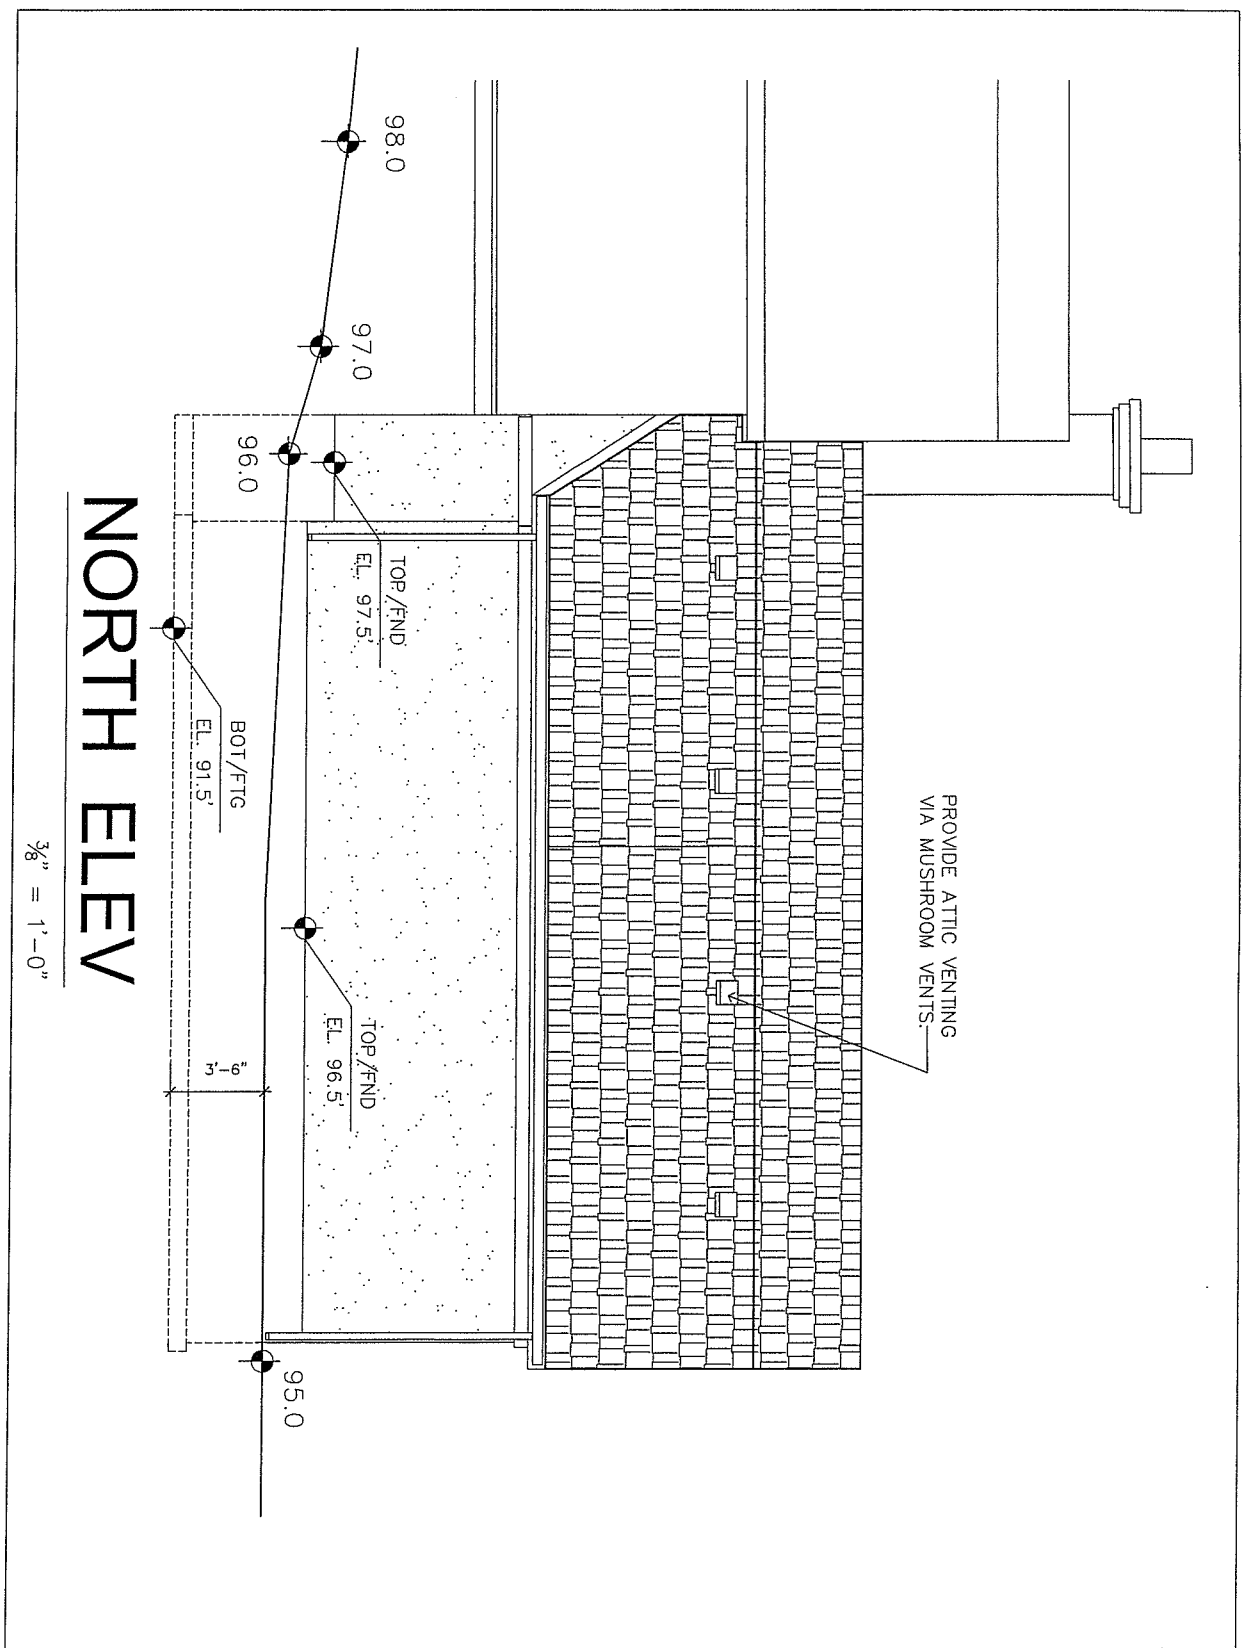 PROVIDE ATTIC VENTING
VIA MUSHROOM VENTS.
98.0
97.0
96.0
TOP/FND
EL. 97.5'
TOP/FND
EL. 96.5'
95.0
BOT/FTG
EL. 91.5'
3'-6"
NORTH ELEV
3/8" = 1'-0"